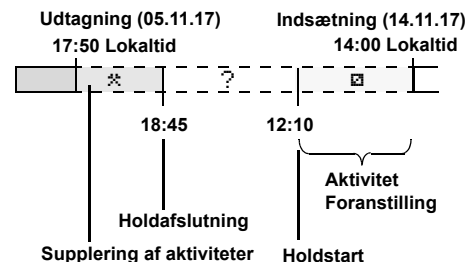 Udtagning (05.11.17) Indsætning (14.11.17)
17:50 Lokaltid 14:00 Lokaltid
?
18:45 12:10
Aktivitet
Foranstilling
Holdafslutning
Supplering af aktiviteter Holdstart